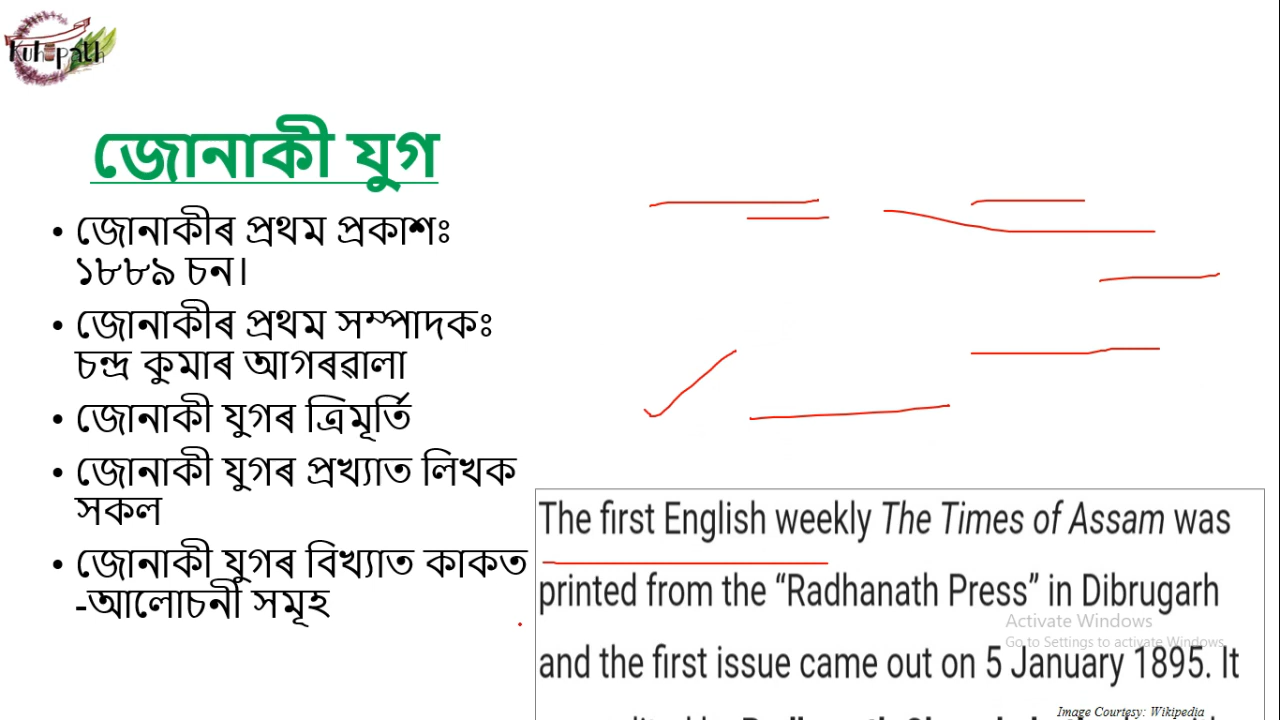 Kuhipath
জোনাকী যুগ
• জোনাকীৰ প্ৰথম প্ৰকাশঃ
১৮৮৯ চন।
• জোনাকীৰ প্ৰথম সম্পাদকঃ
চন্দ্ৰ কুমাৰ আগৰৱালা
• জোনাকী যুগৰ ত্ৰিমূৰ্তি
• জোনাকী যুগৰ প্ৰখ্যাত লিখক
সকল
• জোনাকী যুগৰ বিখ্যাত কাকত
-আলোচনী সমূহ
The first English weekly The Times of Assam was
printed from the “Radhanath Press” in Dibrugarh
and the first issue came out on 5 January 1895. It
Activate Windows
Go to Settings to activate Windows.
Image Courtesy: Wikipedia